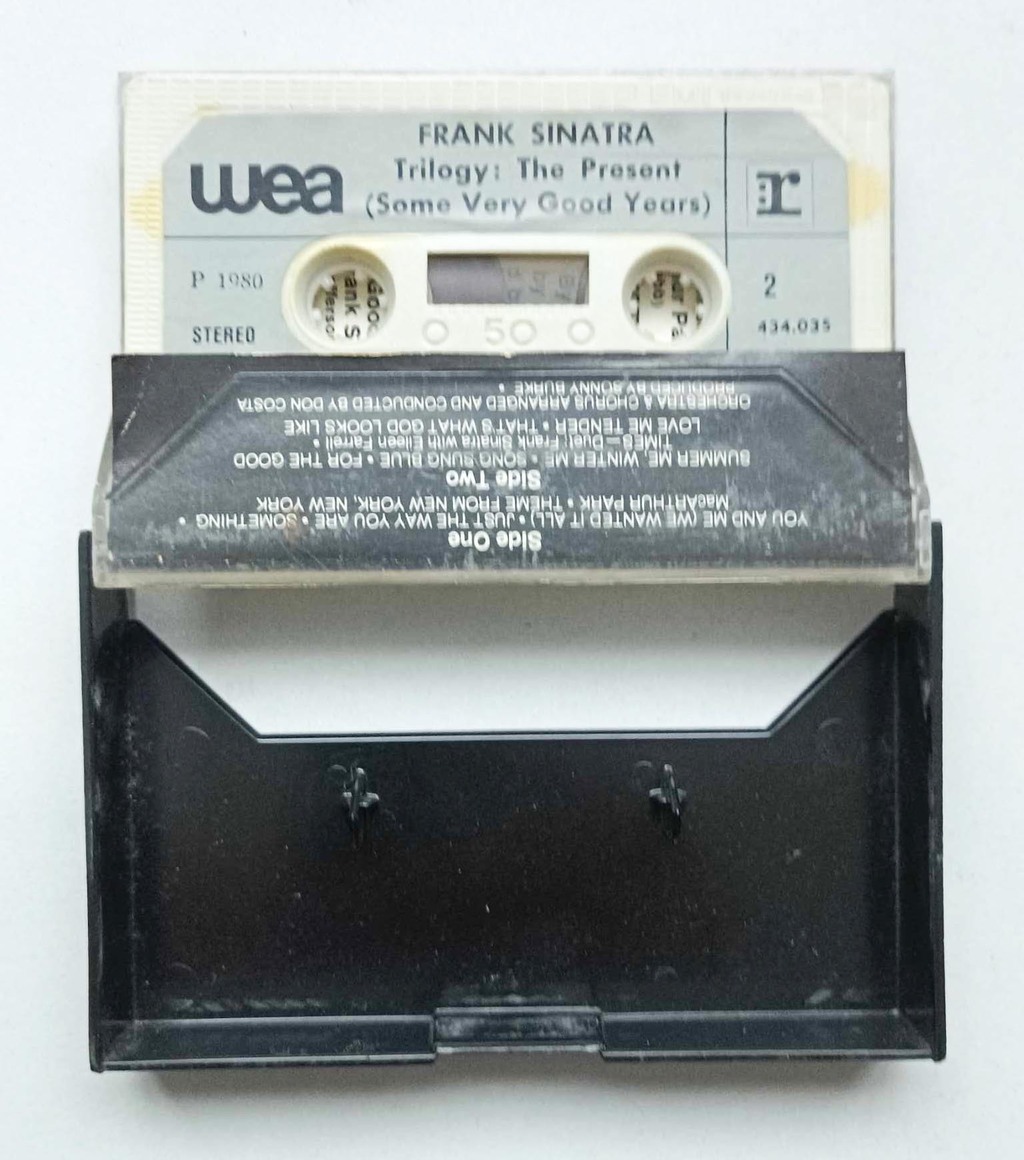 FRANK SINATRA
wea Trilogy: The Present
(Some Very Good Years)
r
P 1980
2
50
STEREO
434.035
Side One
YOU AND ME (WE WANTED IT ALL) • JUST THE WAY YOU ARE • SOMETHING •
MacARTHUR PARK • THEME FROM NEW YORK, NEW YORK
Side Two
SUMMER ME, WINTER ME • SONG SUNG BLUE • FOR THE GOOD
TIMES—Duet: Frank Sinatra with Eileen Farrell •
LOVE ME TENDER • THAT'S WHAT GOD LOOKS LIKE
ORCHESTRA & CHORUS ARRANGED AND CONDUCTED BY DON COSTA
PRODUCED BY SONNY BURKE •